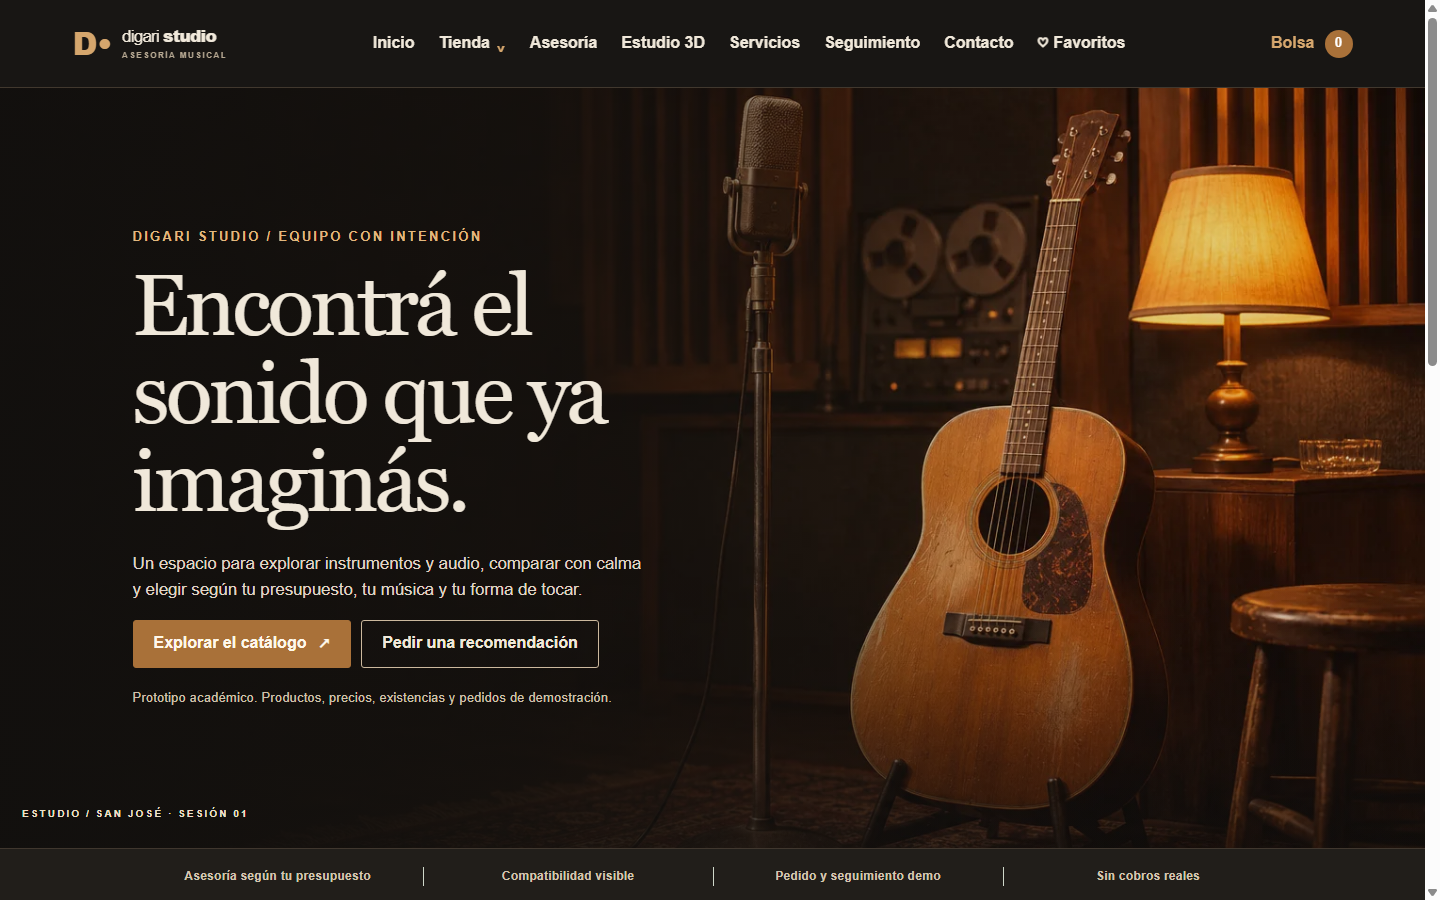 D•
digari studio
ASESORÍA MUSICAL
Inicio
Tienda v
Asesoría
Estudio 3D
Servicios
Seguimiento
Contacto
♡ Favoritos
Bolsa 0
DIGARI STUDIO / EQUIPO CON INTENCIÓN
Encontrá el
sonido que ya
imaginás.
Un espacio para explorar instrumentos y audio, comparar con calma
y elegir según tu presupuesto, tu música y tu forma de tocar.
Explorar el catálogo ↗
Pedir una recomendación
Prototipo académico. Productos, precios, existencias y pedidos de demostración.
ESTUDIO / SAN JOSÉ · SESIÓN 01
Asesoría según tu presupuesto
Compatibilidad visible
Pedido y seguimiento demo
Sin cobros reales